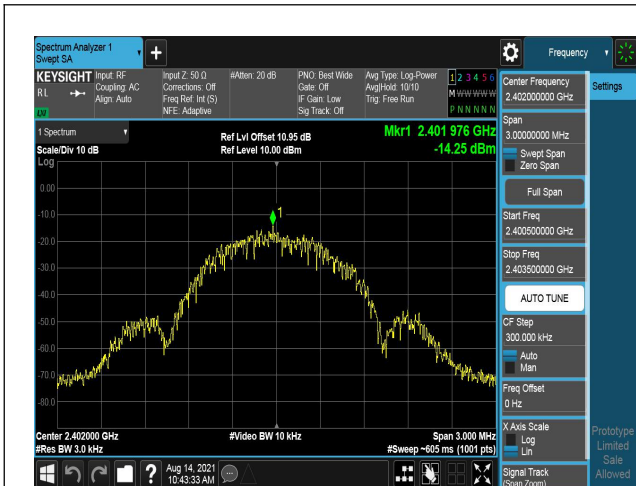 Spectrum Analyzer 1
Swept SA
+
Frequency
KEYSIGHT
RL
LXI
Input: RF
Coupling: AC
Align: Auto
Input Z: 50 Ω
Corrections: Off
Freq Ref: Int (S)
NFE: Adaptive
#Atten: 20 dB
PNO: Best Wide
Gate: Off
IF Gain: Low
Sig Track: Off
Avg Type: Log-Power
Avg|Hold: 10/10
Trig: Free Run
1 2 3 4 5 6
M W W W W W
P N N N N N
Center Frequency
2.402000000 GHz
Settings
1 Spectrum
Scale/Div 10 dB
Ref Lvl Offset 10.95 dB
Ref Level 10.00 dBm
Mkr1 2.401 976 GHz
-14.25 dBm
Span
3.00000000 MHz
Swept Span
Zero Span
Full Span
Start Freq
2.400500000 GHz
Stop Freq
2.403500000 GHz
AUTO TUNE
CF Step
300.000 kHz
Auto
Man
Freq Offset
0 Hz
X Axis Scale
Log
Lin
Signal Track
(Span Zoom)
Prototype
Limited
Sale
Allowed
Log
0.00
-10.0
-20.0
-30.0
-40.0
-50.0
-60.0
-70.0
-80.0
1
Center 2.402000 GHz
#Res BW 3.0 kHz
#Video BW 10 kHz
Span 3.000 MHz
#Sweep ~605 ms (1001 pts)
?
Aug 14, 2021
10:43:33 AM